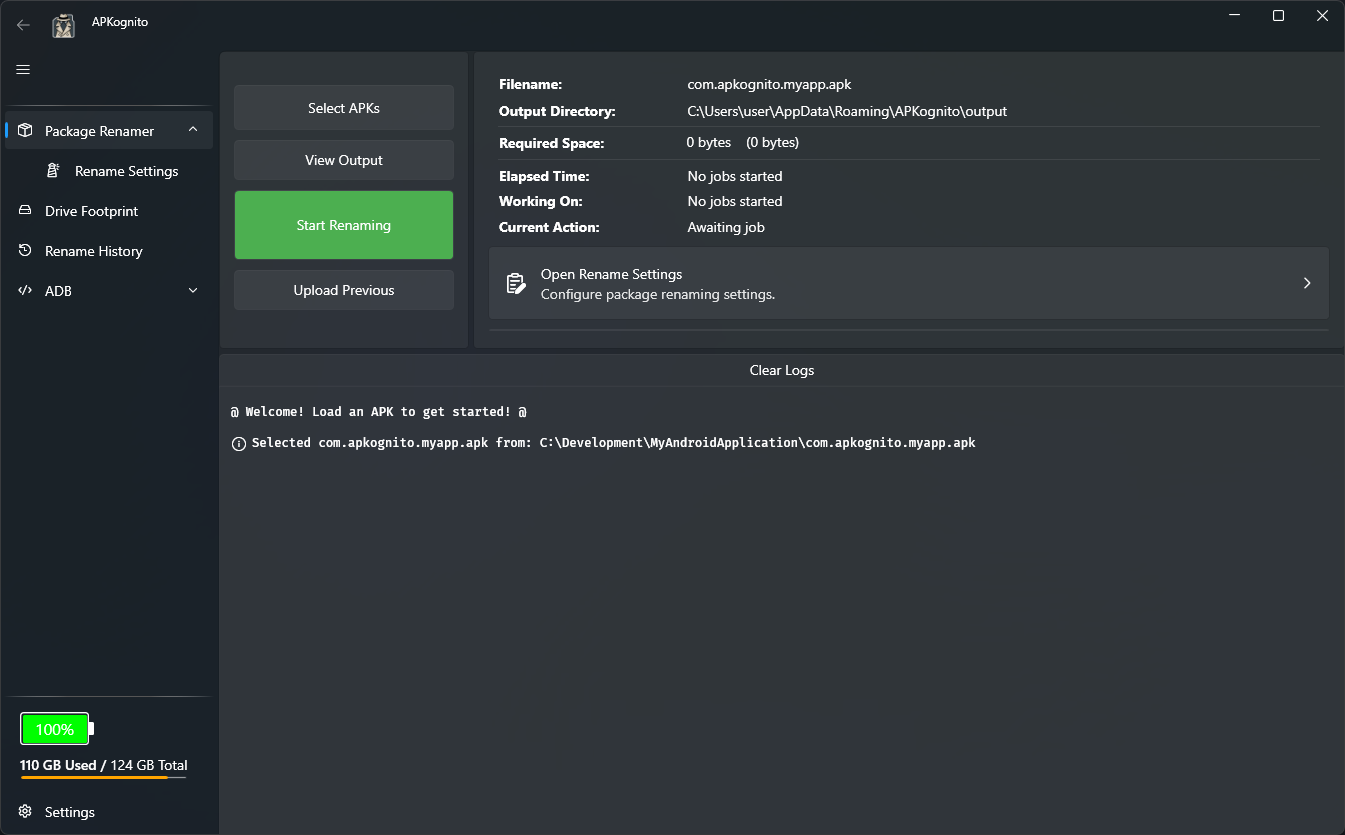 APKognito
Package Renamer
Rename Settings
Drive Footprint
Rename History
ADB
100%
110 GB Used / 124 GB Total
Settings
Select APKs
View Output
Start Renaming
Upload Previous
Filename: com.apkognito.myapp.apk
Output Directory: C:\Users\user\AppData\Roaming\APKognito\output
Required Space: 0 bytes (0 bytes)
Elapsed Time: No jobs started
Working On: No jobs started
Current Action: Awaiting job
Open Rename Settings
Configure package renaming settings.
Clear Logs
@ Welcome! Load an APK to get started! @
Selected com.apkognito.myapp.apk from: C:\Development\MyAndroidApplication\com.apkognito.myapp.apk